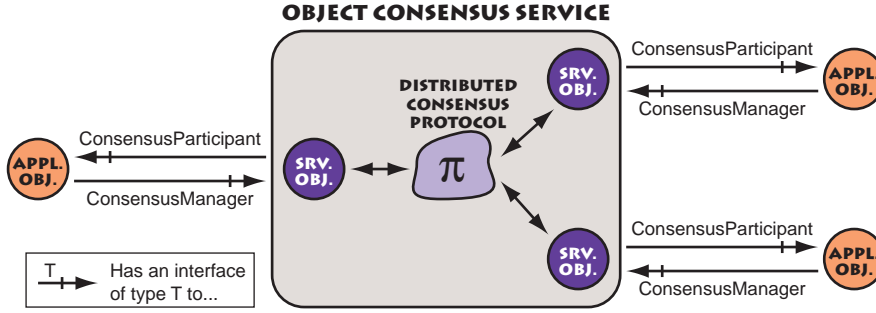 OBJECT CONSENSUS SERVICE
ConsensusParticipant
SRV.
OBJ.
APPL.
OBJ.
ConsensusManager
DISTRIBUTED
CONSENSUS
PROTOCOL
ConsensusParticipant
APPL.
OBJ.
SRV.
OBJ.
π
ConsensusManager
ConsensusParticipant
SRV.
OBJ.
APPL.
OBJ.
ConsensusManager
T
Has an interface
of type T to...